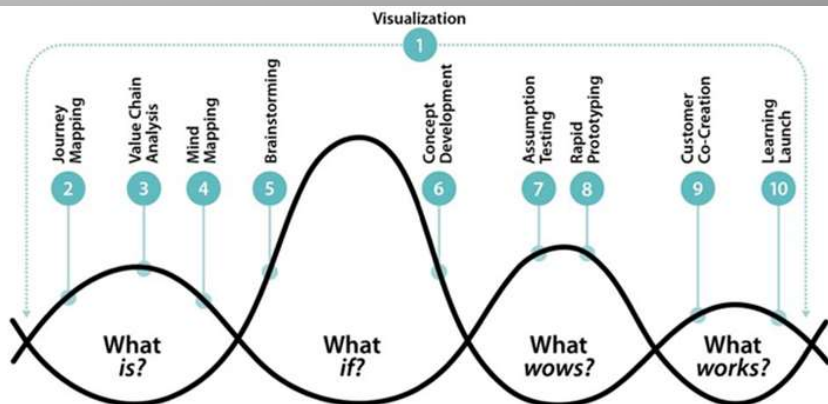 Visualization
1
Journey
Mapping
2
Value Chain
Analysis
3
Mind
Mapping
4
Brainstorming
5
Concept
Development
6
Assumption
Testing
7
Rapid
Prototyping
8
Customer
Co-Creation
9
Learning
Launch
10
What
is?
What
if?
What
wows?
What
works?